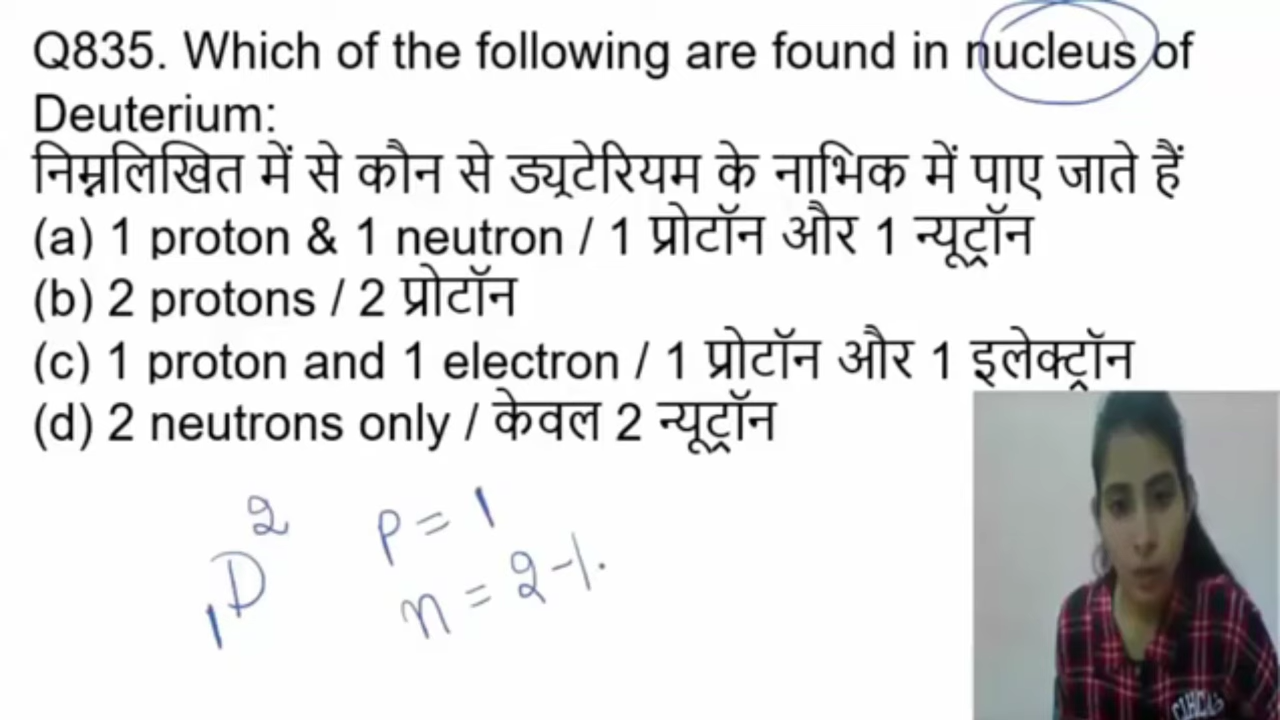 Q835. Which of the following are found in nucleus of
Deuterium:
निम्नलिखित में से कौन से ड्यूटेरियम के नाभिक में पाए जाते हैं
(a) 1 proton & 1 neutron / 1 प्रोटॉन और 1 न्यूट्रॉन
(b) 2 protons / 2 प्रोटॉन
(c) 1 proton and 1 electron / 1 प्रोटॉन और 1 इलेक्ट्रॉन
(d) 2 neutrons only / केवल 2 न्यूट्रॉन
₁D² p = 1
n = 2-1.